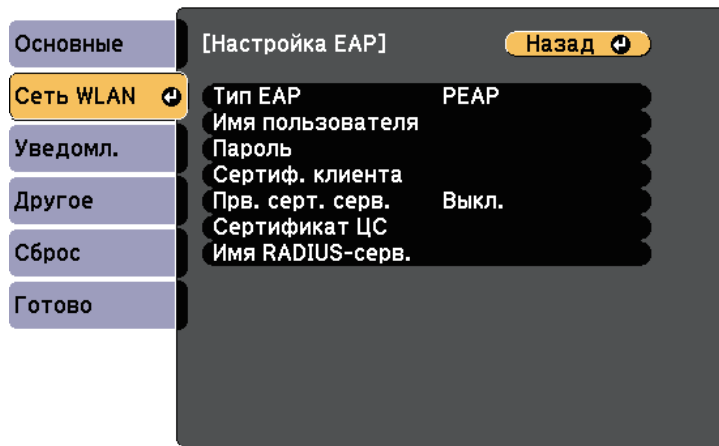 Основные
Сеть WLAN
Уведомл.
Другое
Сброс
Готово
[Настройка EAP]
Назад
Тип EAP PEAP
Имя пользователя
Пароль
Сертиф. клиента
Прв. серт. серв. Выкл.
Сертификат ЦС
Имя RADIUS-серв.